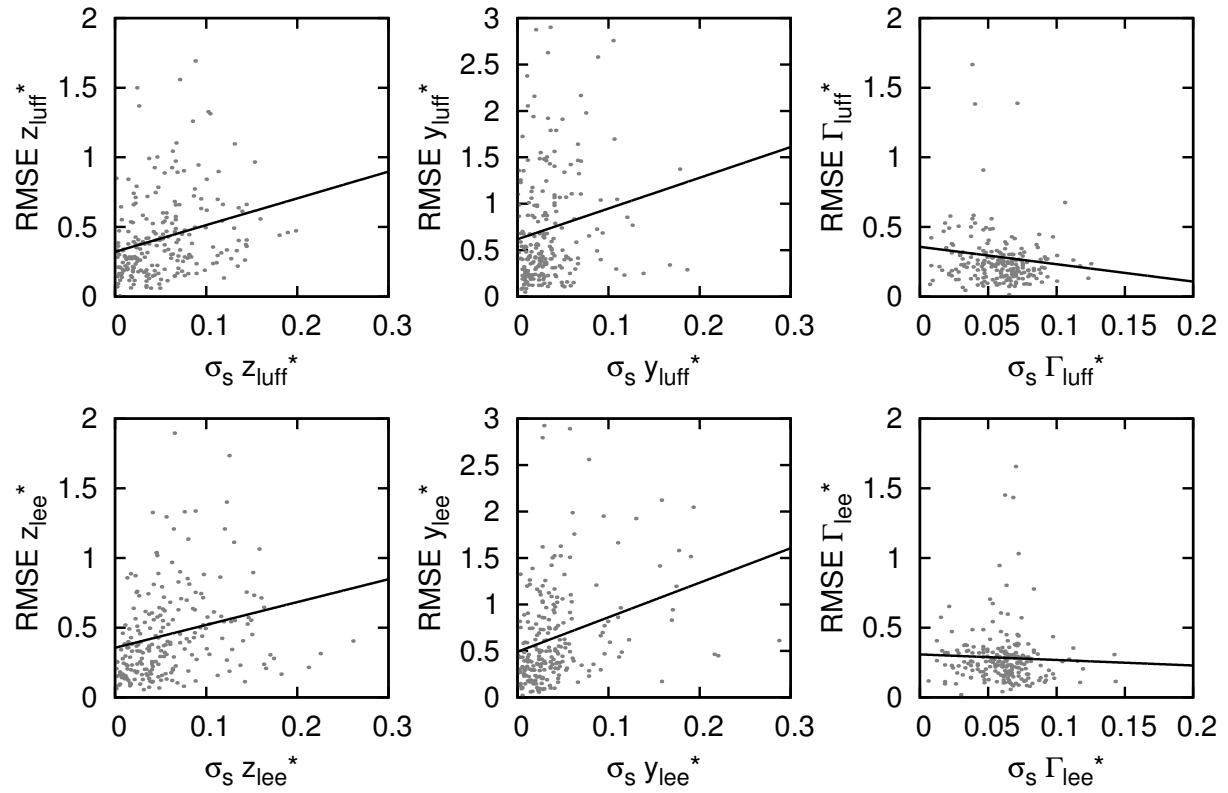 RMSE z_luff*
2
1.5
1
0.5
0
0 0.1 0.2 0.3
σ_s z_luff*
RMSE y_luff*
3
2.5
2
1.5
1
0.5
0
0 0.1 0.2 0.3
σ_s y_luff*
RMSE Γ_luff*
2
1.5
1
0.5
0
0 0.05 0.1 0.15 0.2
σ_s Γ_luff*
RMSE z_lee*
2
1.5
1
0.5
0
0 0.1 0.2 0.3
σ_s z_lee*
RMSE y_lee*
3
2.5
2
1.5
1
0.5
0
0 0.1 0.2 0.3
σ_s y_lee*
RMSE Γ_lee*
2
1.5
1
0.5
0
0 0.05 0.1 0.15 0.2
σ_s Γ_lee*